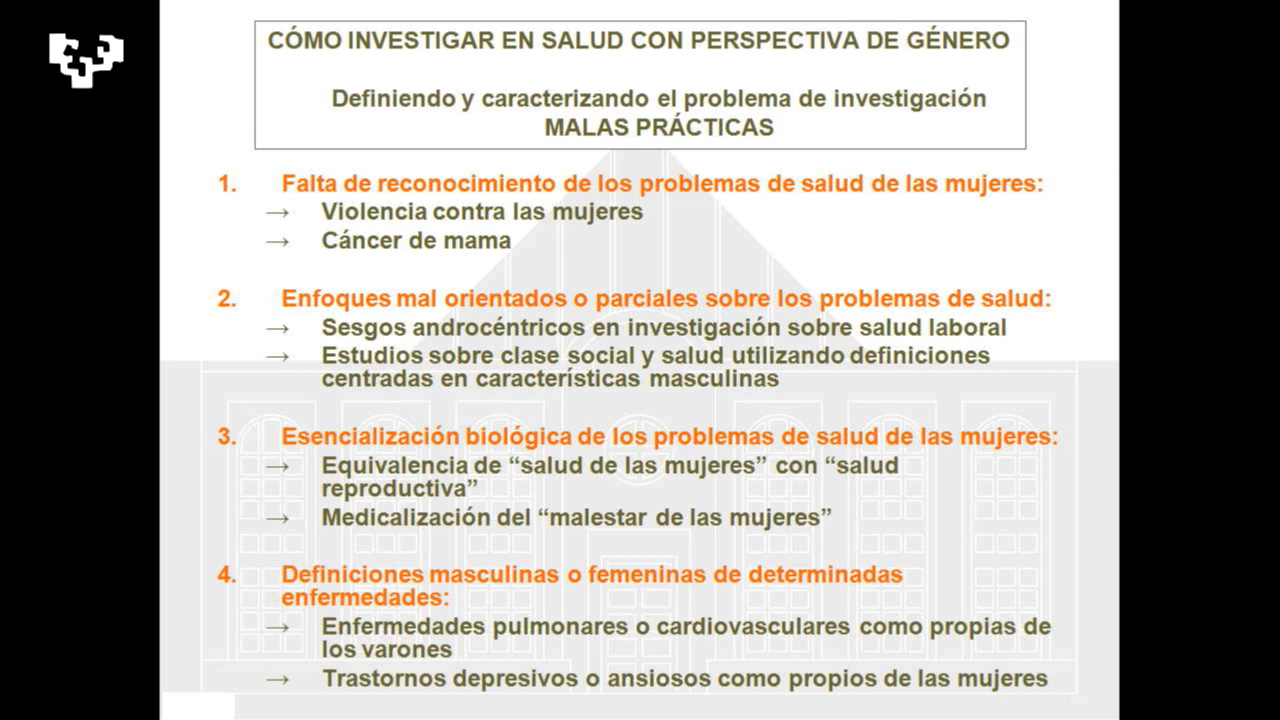 CÓMO INVESTIGAR EN SALUD CON PERSPECTIVA DE GÉNERO
Definiendo y caracterizando el problema de investigación
MALAS PRÁCTICAS
1. Falta de reconocimiento de los problemas de salud de las mujeres:
→ Violencia contra las mujeres
→ Cáncer de mama
2. Enfoques mal orientados o parciales sobre los problemas de salud:
→ Sesgos androcéntricos en investigación sobre salud laboral
→ Estudios sobre clase social y salud utilizando definiciones
centradas en características masculinas
3. Esencialización biológica de los problemas de salud de las mujeres:
→ Equivalencia de “salud de las mujeres” con “salud
reproductiva”
→ Medicalización del “malestar de las mujeres”
4. Definiciones masculinas o femeninas de determinadas
enfermedades:
→ Enfermedades pulmonares o cardiovasculares como propias de
los varones
→ Trastornos depresivos o ansiosos como propios de las mujeres